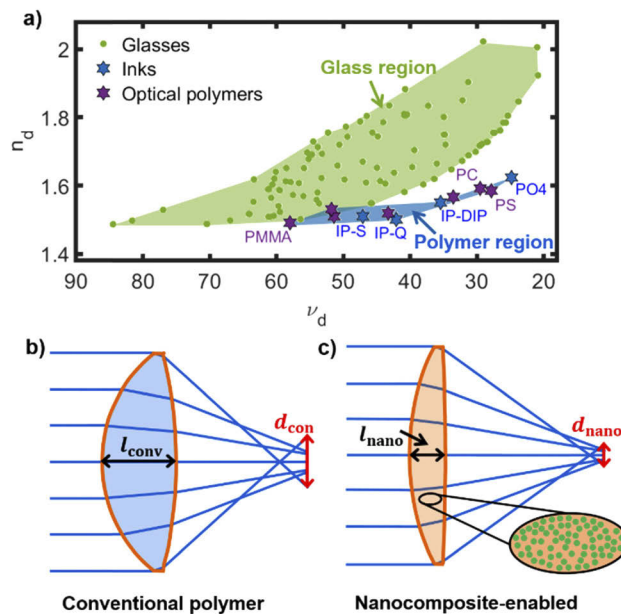 a)
2
1.8
1.6
1.4
n_d
Glasses
Inks
Optical polymers
Glass region
PC
PO4
PS
IP-DIP
PMMA
IP-S
IP-Q
Polymer region
90
80
70
60
50
40
30
20
ν_d
b)
d_con
l_conv
Conventional polymer
c)
d_nano
l_nano
Nanocomposite-enabled